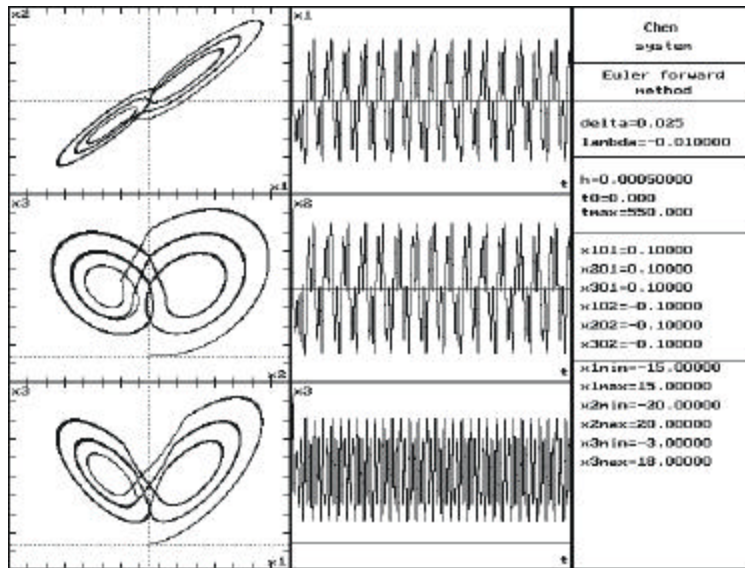 x2
x1
x3
x2
x3
x1
x1
t
x2
t
x3
t
Chen
system
Euler forward
method
delta=0.025
lambda=-0.010000
h=0.00050000
t0=0.000
tmax=550.000
x101=0.10000
x201=0.10000
x301=0.10000
x102=-0.10000
x202=-0.10000
x302=-0.10000
x1min=-15.00000
x1max=15.00000
x2min=-20.00000
x2max=20.00000
x3min=-3.00000
x3max=18.00000